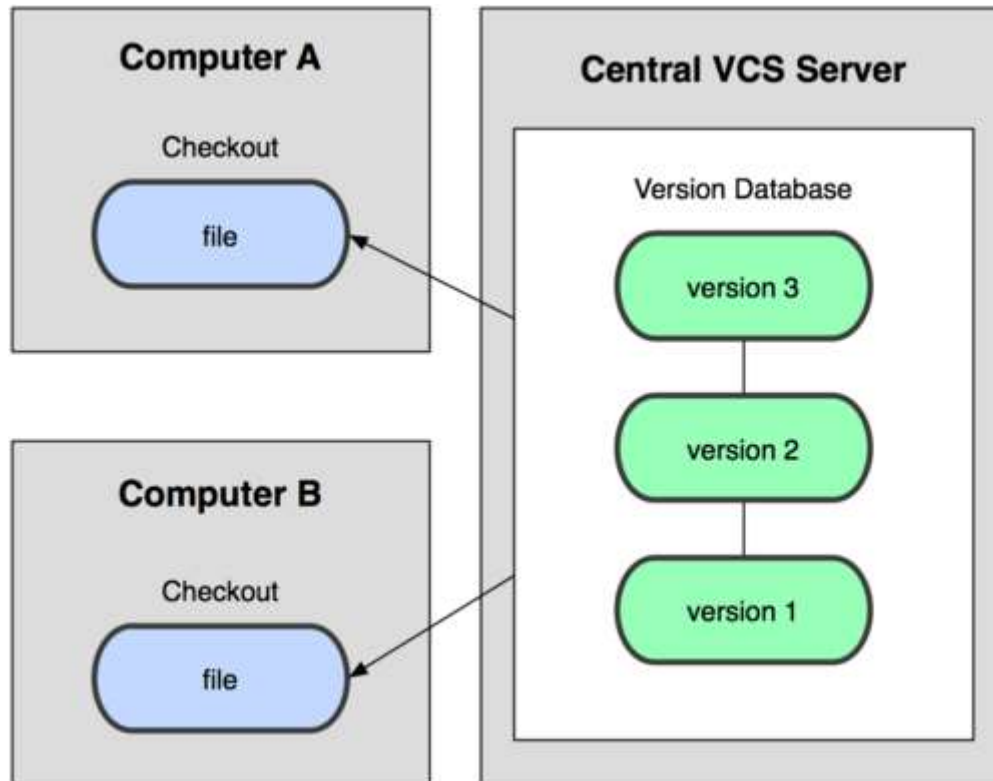 Computer A
Checkout
file
Computer B
Checkout
file
Central VCS Server
Version Database
version 3
version 2
version 1